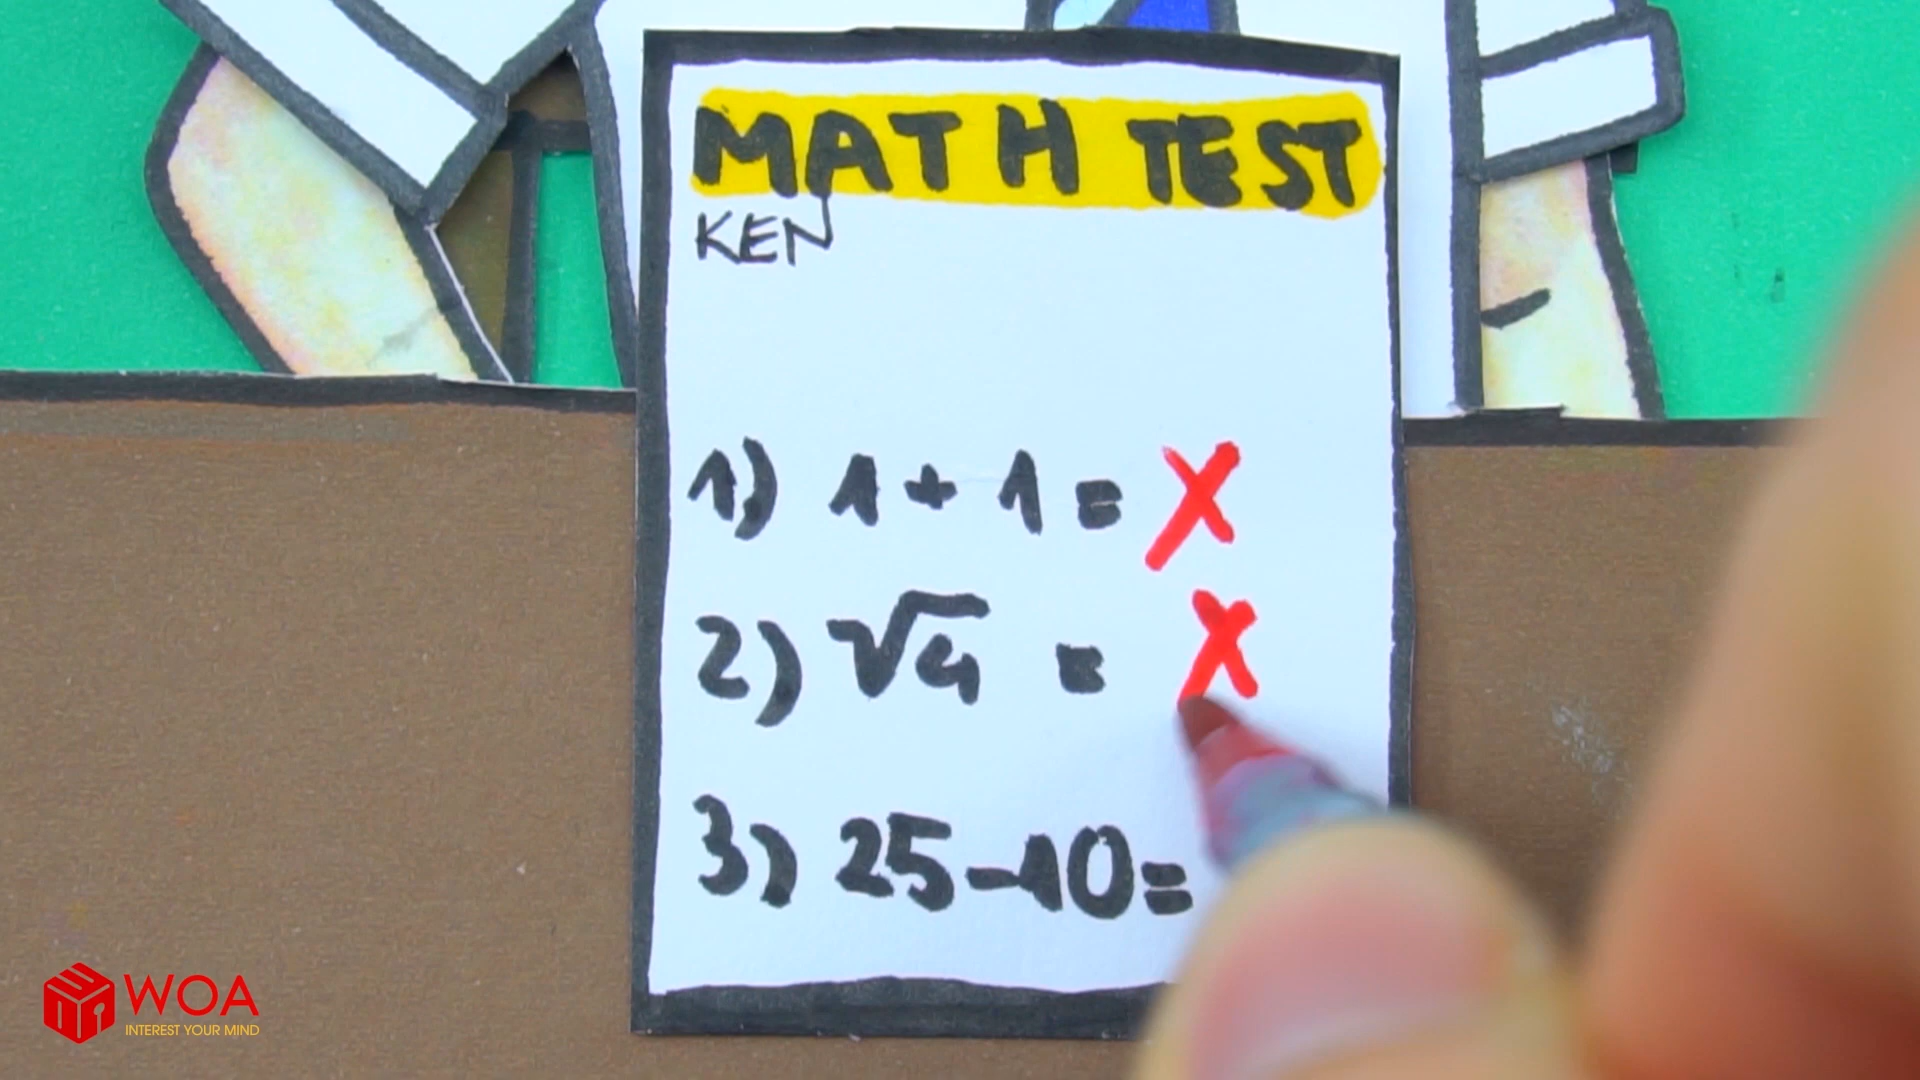 MATH TEST
KEN
1) 1 + 1 = X
2) √4 = X
3) 25-10=
WOA
INTEREST YOUR MIND